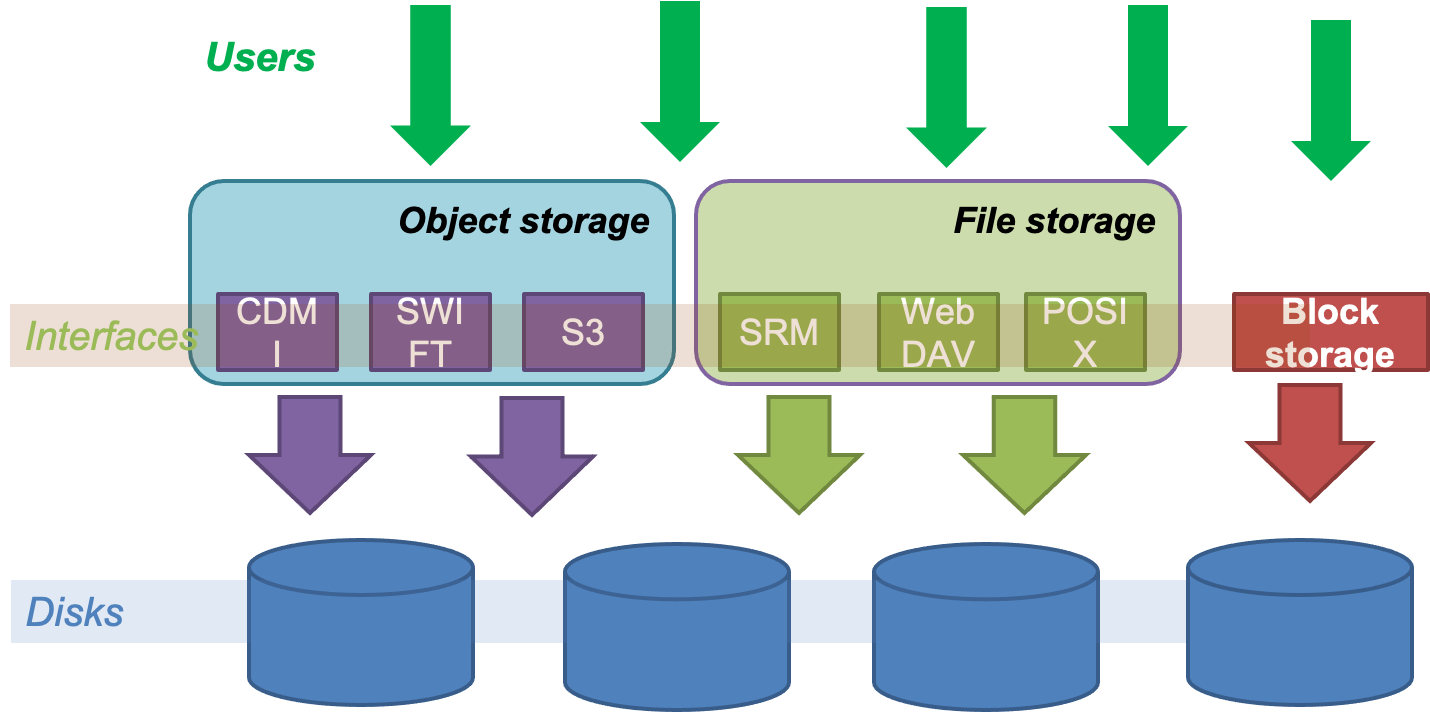 Users
Object storage
File storage
Interfaces
CDM
I
SWI
FT
S3
SRM
Web
DAV
POSI
X
Block
storage
Disks